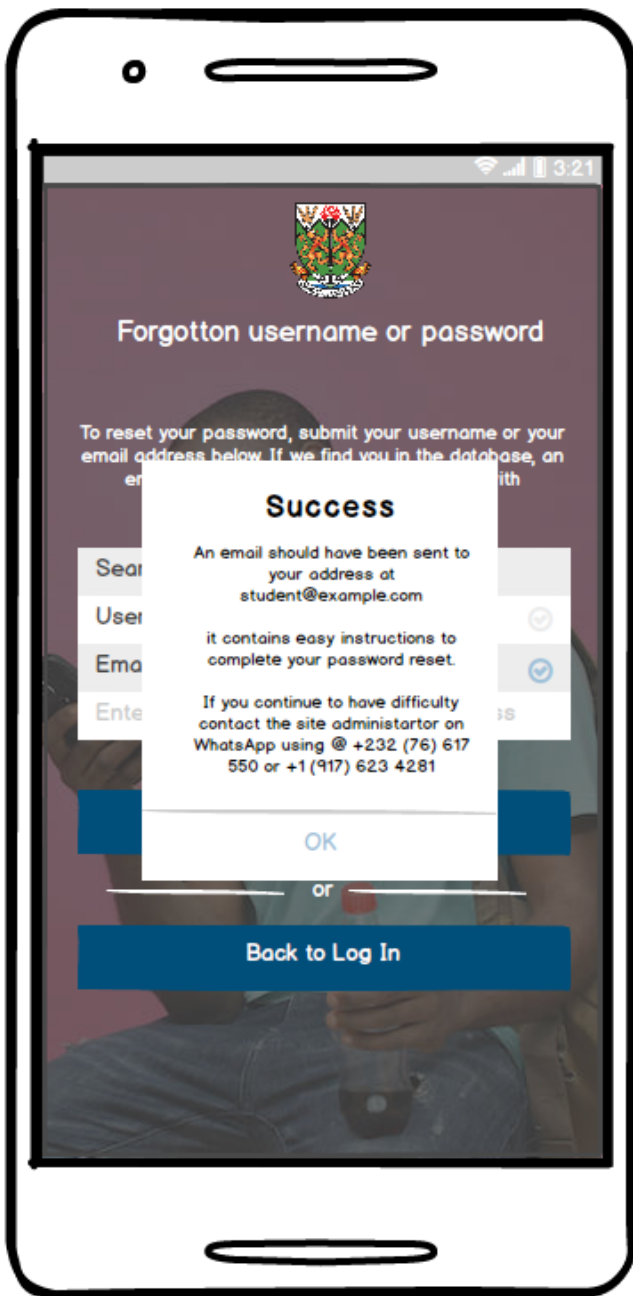 3:21
Forgotton username or password
To reset your password, submit your username or your
email address below. If we find you in the database, an
Success
An email should have been sent to
your address at
student@example.com
it contains easy instructions to
complete your password reset.
If you continue to have difficulty
contact the site administartor on
WhatsApp using @ +232 (76) 617
550 or +1 (917) 623 4281
OK
or
Back to Log In